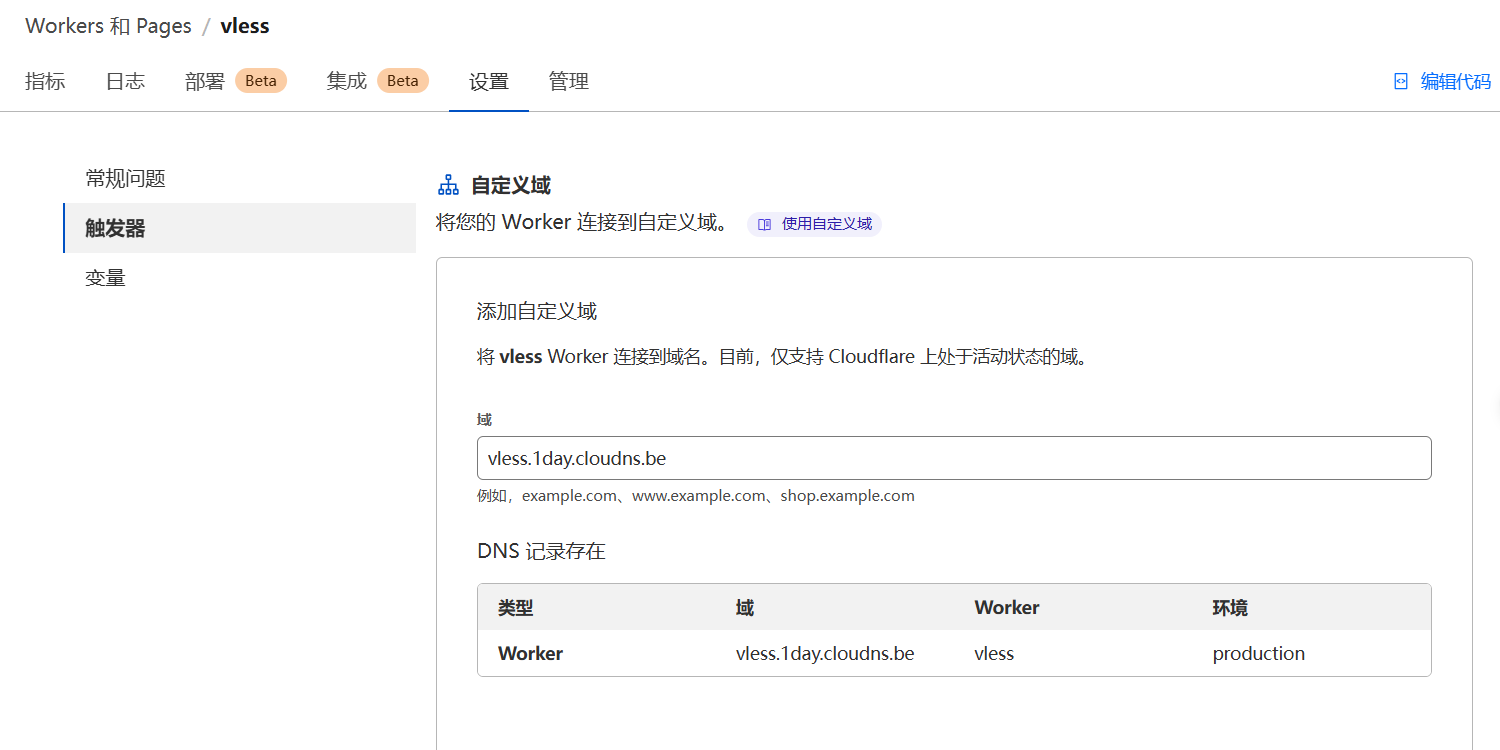 Workers 和 Pages / vless
指标 日志 部署 Beta 集成 Beta 设置 管理 编辑代码
常规问题
触发器
变量
自定义域
将您的 Worker 连接到自定义域。 使用自定义域
添加自定义域
将 vless Worker 连接到域名。目前，仅支持 Cloudflare 上处于活动状态的域。
域
vless.1day.cloudns.be
例如，example.com、www.example.com、shop.example.com
DNS 记录存在
类型 域 Worker 环境
Worker vless.1day.cloudns.be vless production